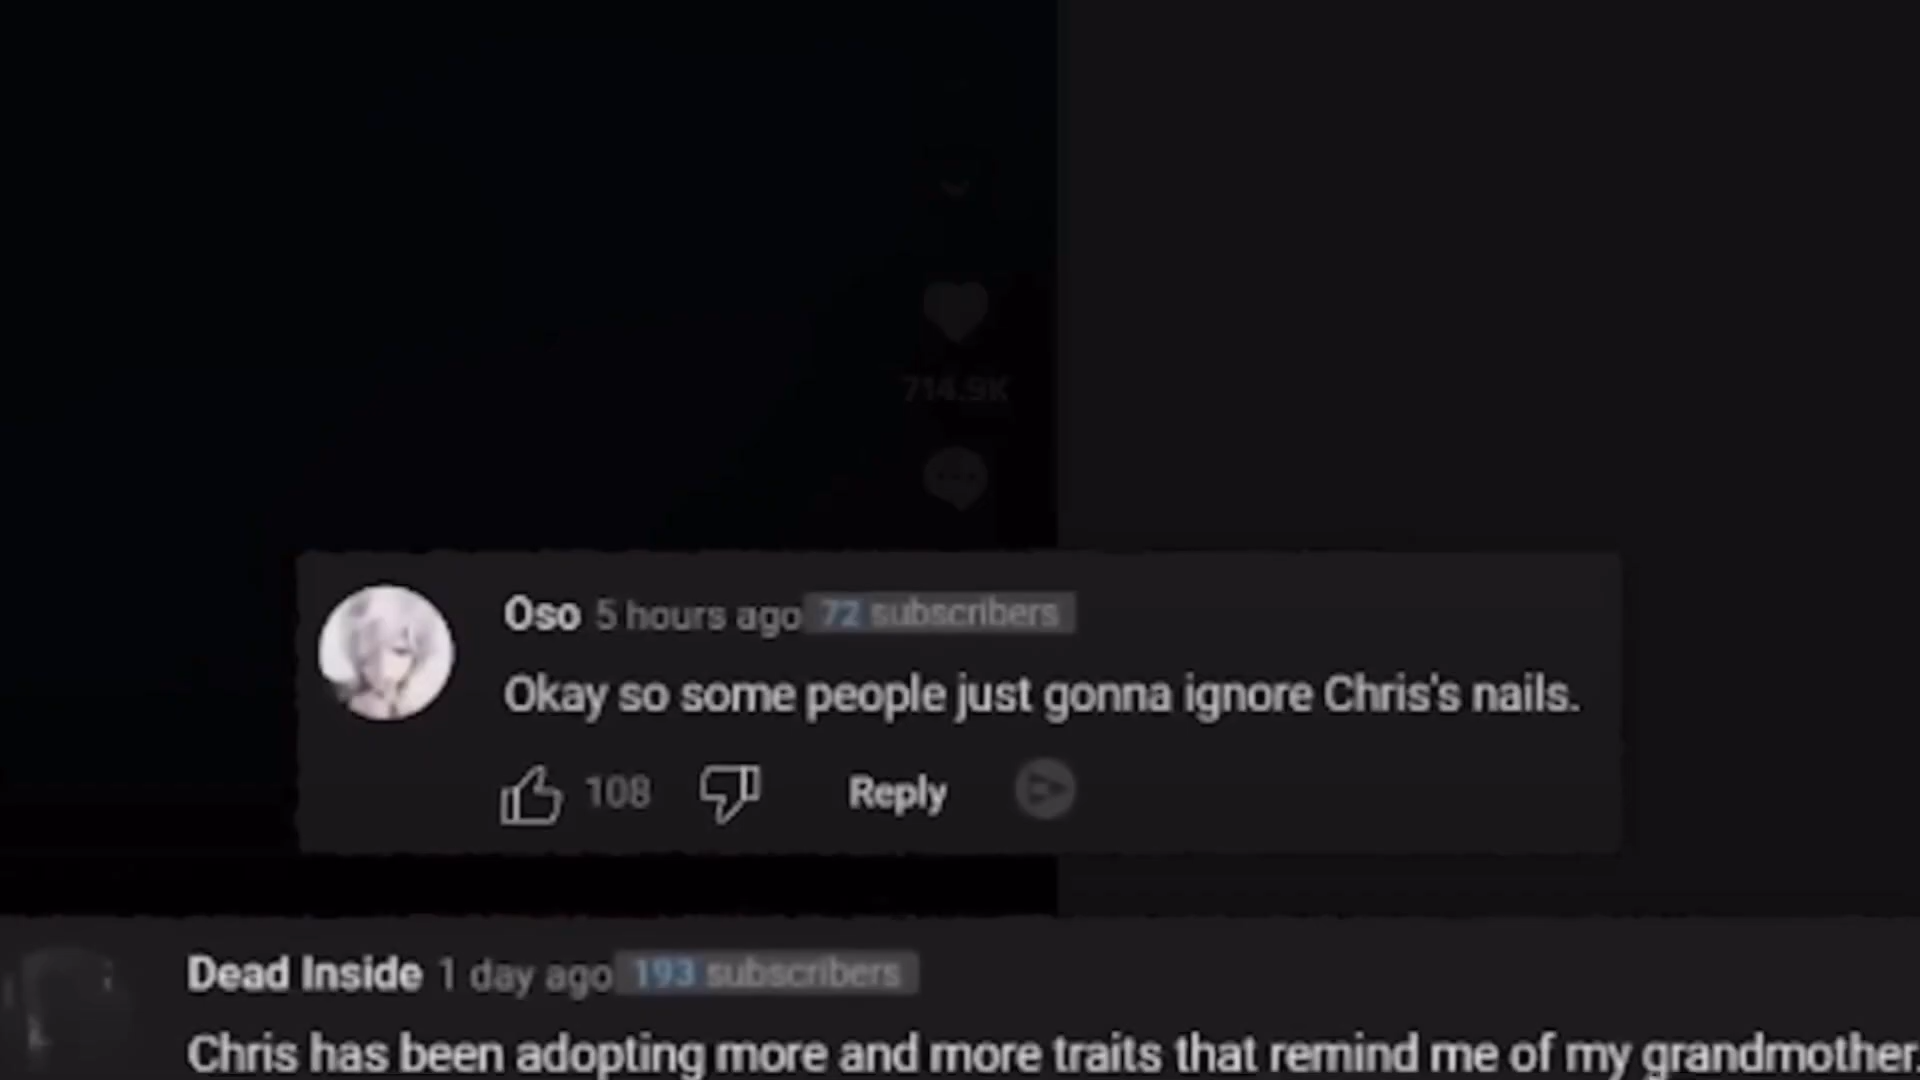 714.9K
Oso 5 hours ago 72 subscribers
Okay so some people just gonna ignore Chris's nails.
108 Reply
Dead Inside 1 day ago 193 subscribers
Chris has been adopting more and more traits that remind me of my grandmother.